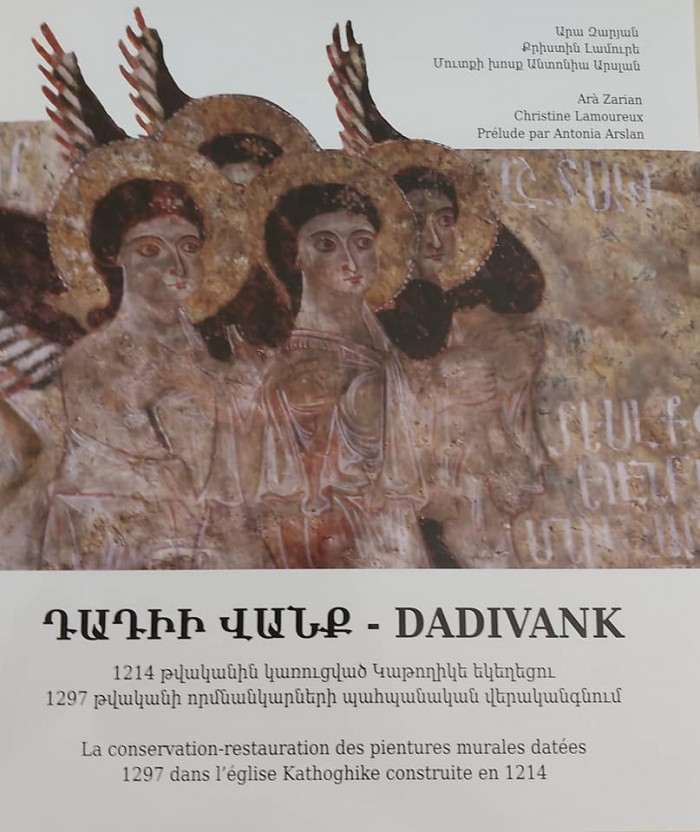 Արա Զարյան
Քրիստին Լամուրե
Մուտքի խոսք Անտոնիա Արսլան
Arà Zarian
Christine Lamoureux
Prélude par Antonia Arslan
ԴԱԴԻԻ ՎԱՆՔ - DADIVANK
1214 թվականին կառուցված Կաթողիկե եկեղեցու
1297 թվականի որմնանկարների պահպանական վերականգնում
La conservation-restauration des pientures murales datées
1297 dans l’église Kathoghike construite en 1214